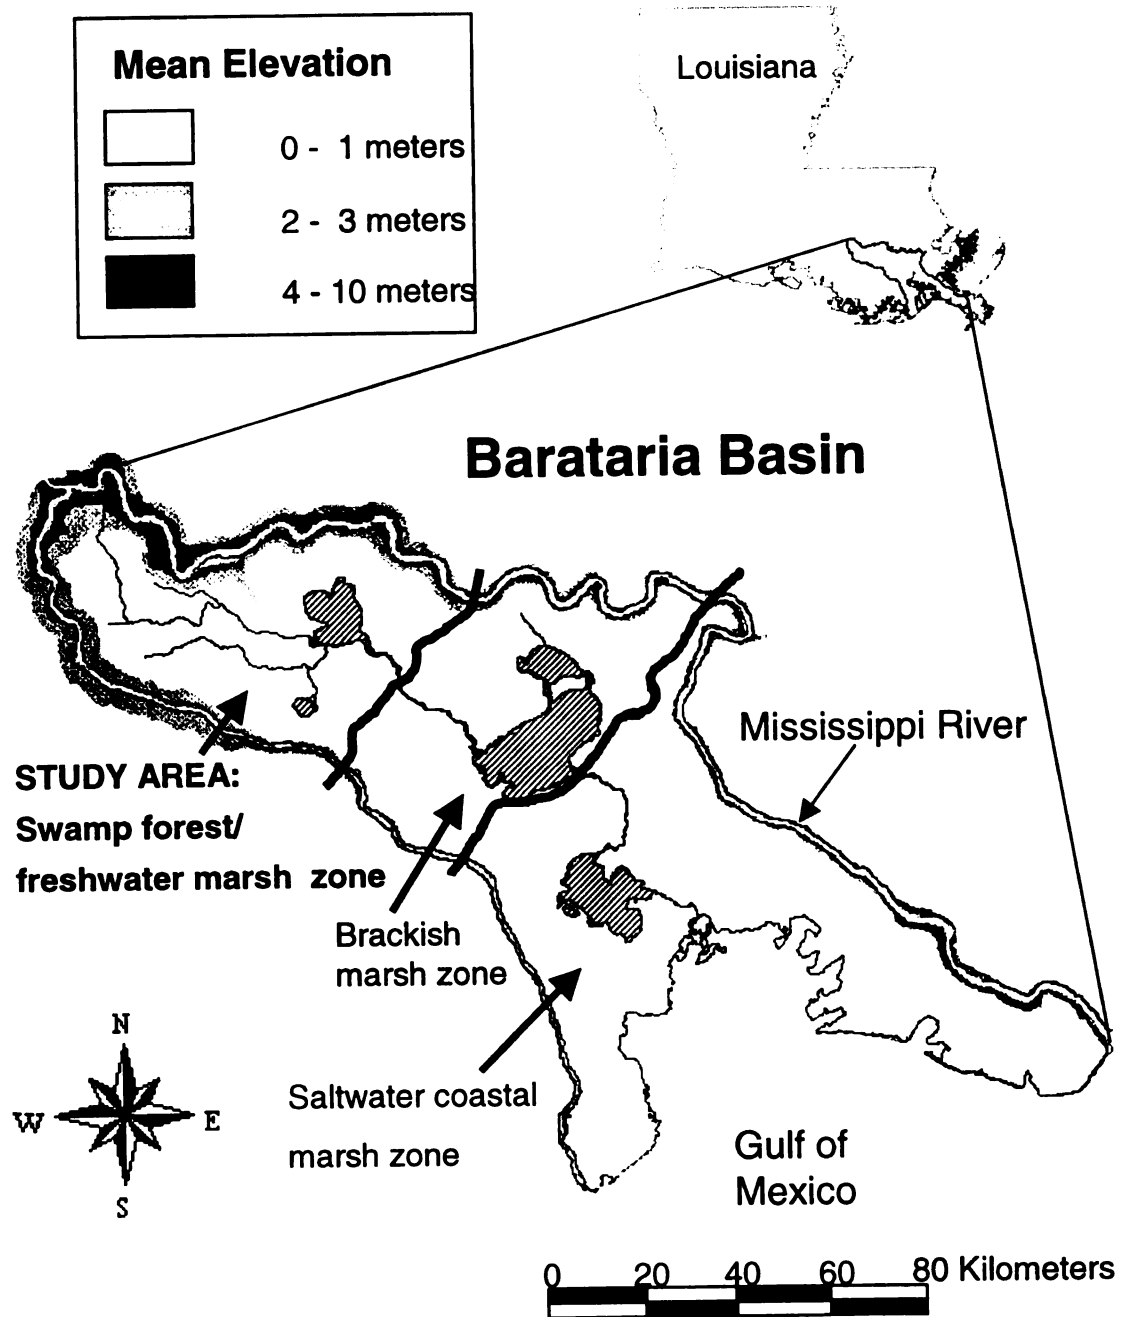 Mean Elevation
0 - 1 meters
2 - 3 meters
4 - 10 meters
Louisiana
Barataria Basin
Mississippi River
STUDY AREA:
Swamp forest/
freshwater marsh zone
Brackish
marsh zone
Saltwater coastal
marsh zone
Gulf of
Mexico
N
W
E
S
0 20 40 60 80 Kilometers